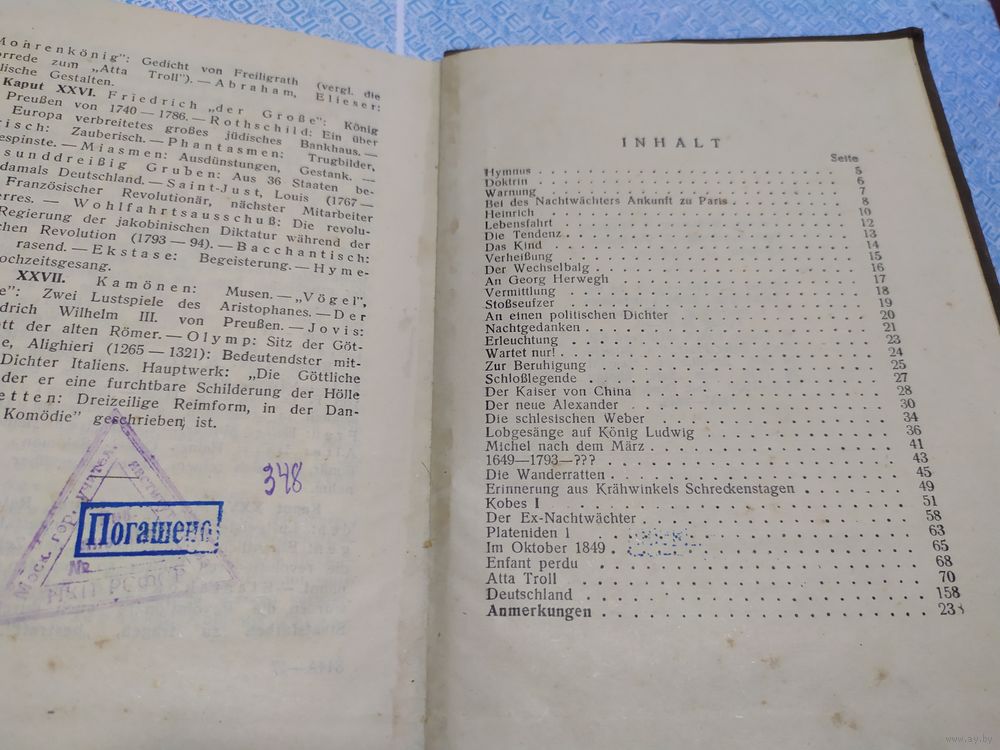 Mohrenkönig": Gedicht von Freiligrath (vergl. die
orrede zum „Atta Troll"). — Abraham, Elieser:
lische Gestalten.
Kaput XXVI. Friedrich „der Große": König
Preußen von 1740 — 1786. — Rothschild: Ein über
Europa verbreitetes großes jüdisches Bankhaus. —
risch: Zauberisch. — Phantasmen: Trugbilder,
espinste. — Miasmen: Ausdünstungen, Gestank. —
sunddreißig Gruben: Aus 36 Staaten be-
damals Deutschland. — Saint-Just, Louis (1767 —
Französischer Revolutionär, nächster Mitarbeiter
erres. — Wohlfahrtsausschuß: Die revolu-
Regierung der jakobinischen Diktatur während der
chen Revolution (1793 — 94). — Bacchantisch:
rasend. — Ekstase: Begeisterung. — Hyme-
ochzeitsgesang.
XXVII. Kamönen: Musen. — „Vögel",
e": Zwei Lustspiele des Aristophanes. — Der
drich Wilhelm III. von Preußen. — Jovis:
ott der alten Römer. — Olymp: Sitz der Göt-
e, Alighieri (1265 — 1321): Bedeutendster mit-
Dichter Italiens. Hauptwerk: „Die Göttliche
der er eine furchtbare Schilderung der Hölle
etten: Dreizeilige Reimform, in der Dan-
Komödie" geschrieben ist.
348
Моск. гор.
Погашено
№
INHALT
Seite
Hymnus . . . 5
Doktrin . . . 6
Warnung . . . 7
Bei des Nachtwächters Ankunft zu Paris . . . 8
Heinrich . . . 10
Lebensfahrt . . . 12
Die Tendenz . . . 13
Das Kind . . . 14
Verheißung . . . 15
Der Wechselbalg . . . 16
An Georg Herwegh . . . 17
Vermittlung . . . 18
Stoßseufzer . . . 19
An einen politischen Dichter . . . 20
Nachtgedanken . . . 21
Erleuchtung . . . 23
Wartet nur! . . . 24
Zur Beruhigung . . . 25
Schloßlegende . . . 27
Der Kaiser von China . . . 28
Der neue Alexander . . . 30
Die schlesischen Weber . . . 34
Lobgesänge auf König Ludwig . . . 36
Michel nach dem März . . . 41
1649—1793—??? . . . 43
Die Wanderratten . . . 45
Erinnerung aus Krähwinkels Schreckenstagen . . . 49
Kobes I . . . 51
Der Ex-Nachtwächter . . . 58
Plateniden 1 . . . 63
Im Oktober 1849 . . . 65
Enfant perdu . . . 68
Atta Troll . . . 70
Deutschland . . . 158
Anmerkungen . . . 238
www.ay.by